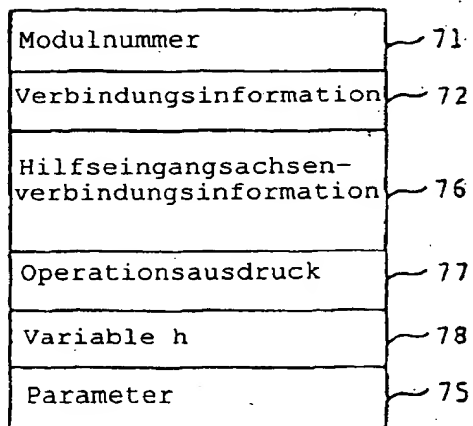 Modulnummer 71
Verbindungsinformation 72
Hilfseingangsachsen-
verbindungsinformation 76
Operationsausdruck 77
Variable h 78
Parameter 75